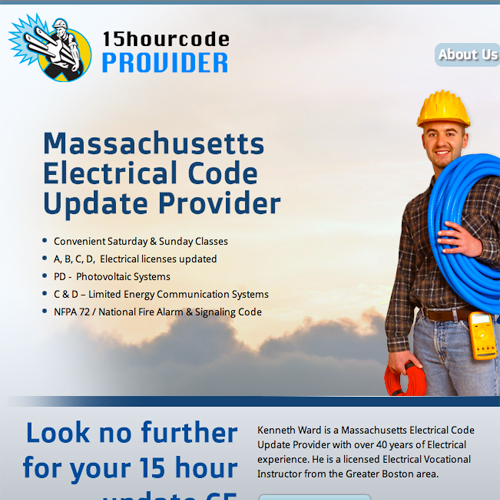 15hourcode
PROVIDER
About Us
Massachusetts
Electrical Code
Update Provider
Convenient Saturday & Sunday Classes
A, B, C, D, Electrical licenses updated
PD - Photovoltaic Systems
C & D – Limited Energy Communication Systems
NFPA 72 / National Fire Alarm & Signaling Code
Look no further
for your 15 hour
update CE
Kenneth Ward is a Massachusetts Electrical Code
Update Provider with over 40 years of Electrical
experience. He is a licensed Electrical Vocational
Instructor from the Greater Boston area.